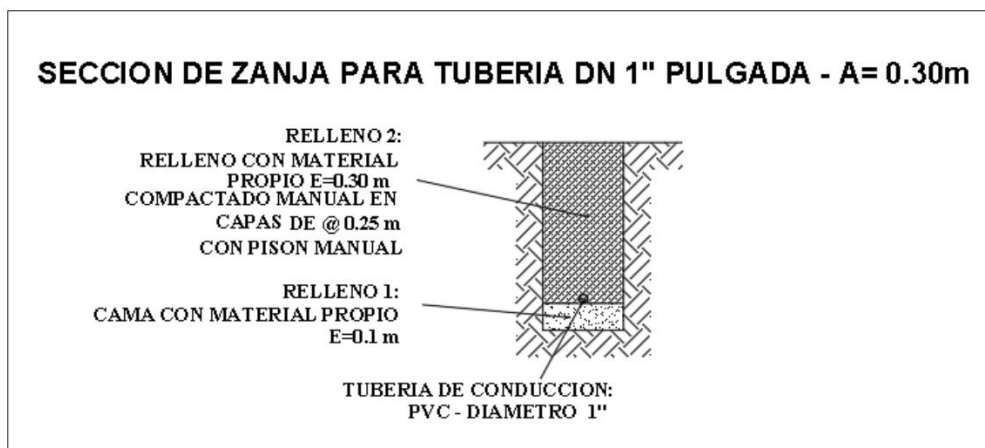 SECCION DE ZANJA PARA TUBERIA DN 1" PULGADA - A= 0.30m
RELLENO 2:
RELLENO CON MATERIAL
PROPIO E=0.30 m
COMPACTADO MANUAL EN
CAPAS DE @ 0.25 m
CON PISON MANUAL
RELLENO 1:
CAMA CON MATERIAL PROPIO
E=0.1 m
TUBERIA DE CONDUCCION:
PVC - DIAMETRO 1"